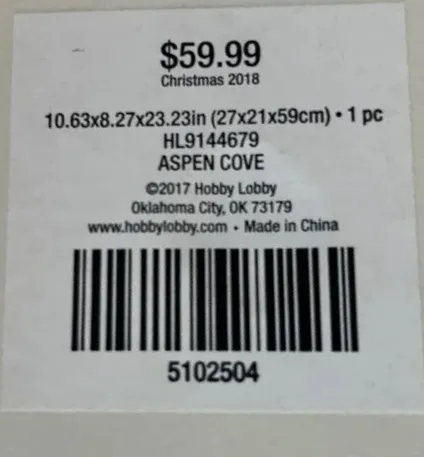 $59.99
Christmas 2018
10.63x8.27x23.23in (27x21x59cm) • 1 pc
HL9144679
ASPEN COVE
©2017 Hobby Lobby
Oklahoma City, OK 73179
www.hobbylobby.com • Made in China
5102504